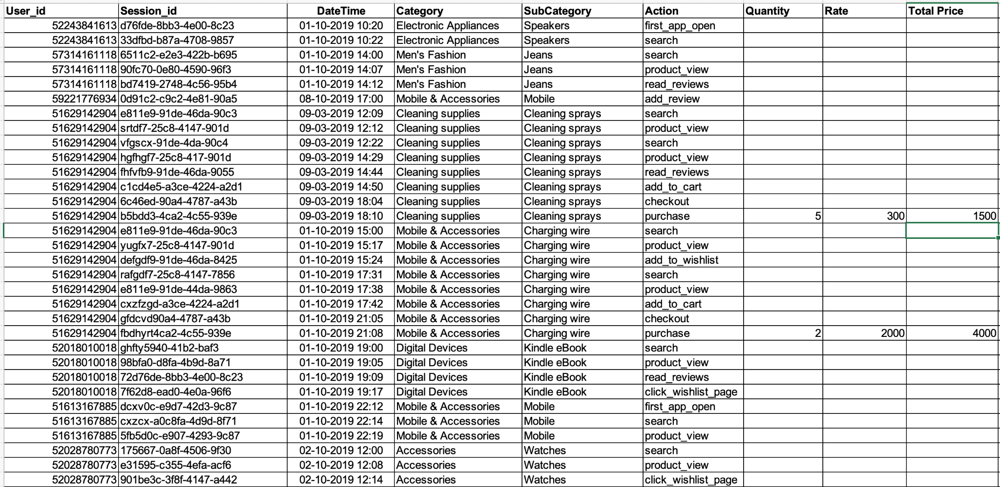 User_id Session_id DateTime Category SubCategory Action Quantity Rate Total Price
52243841613 d76fde-8bb3-4e00-8c23 01-10-2019 10:20 Electronic Appliances Speakers first_app_open
52243841613 33dfbd-b87a-4708-9857 01-10-2019 10:22 Electronic Appliances Speakers search
57314161118 6511c2-e2e3-422b-b695 01-10-2019 14:00 Men's Fashion Jeans search
57314161118 90fc70-0e80-4590-96f3 01-10-2019 14:07 Men's Fashion Jeans product_view
57314161118 bd7419-2748-4c56-95b4 01-10-2019 14:12 Men's Fashion Jeans read_reviews
59221776934 0d91c2-c9c2-4e81-90a5 08-10-2019 17:00 Mobile & Accessories Mobile add_review
51629142904 e811e9-91de-46da-90c3 09-03-2019 12:09 Cleaning supplies Cleaning sprays search
51629142904 srtdf7-25c8-4147-901d 09-03-2019 12:12 Cleaning supplies Cleaning sprays product_view
51629142904 vfgscx-91de-4da-90c4 09-03-2019 12:22 Cleaning supplies Cleaning sprays search
51629142904 hgfhgf7-25c8-417-901d 09-03-2019 14:29 Cleaning supplies Cleaning sprays product_view
51629142904 fhfvfb9-91de-46da-9055 09-03-2019 14:44 Cleaning supplies Cleaning sprays read_reviews
51629142904 c1cd4e5-a3ce-4224-a2d1 09-03-2019 14:50 Cleaning supplies Cleaning sprays add_to_cart
51629142904 6c46ed-90a4-4787-a43b 09-03-2019 18:04 Cleaning supplies Cleaning sprays checkout
51629142904 b5bdd3-4ca2-4c55-939e 09-03-2019 18:10 Cleaning supplies Cleaning sprays purchase 5 300 1500
51629142904 e811e9-91de-46da-90c3 01-10-2019 15:00 Mobile & Accessories Charging wire search
51629142904 yugfx7-25c8-4147-901d 01-10-2019 15:17 Mobile & Accessories Charging wire product_view
51629142904 defgdf9-91de-46da-8425 01-10-2019 15:24 Mobile & Accessories Charging wire add_to_wishlist
51629142904 rafgdf7-25c8-4147-7856 01-10-2019 17:31 Mobile & Accessories Charging wire search
51629142904 e811e9-91de-44da-9863 01-10-2019 17:38 Mobile & Accessories Charging wire product_view
51629142904 cxzfzgd-a3ce-4224-a2d1 01-10-2019 17:42 Mobile & Accessories Charging wire add_to_cart
51629142904 gfdcvd90a4-4787-a43b 01-10-2019 21:05 Mobile & Accessories Charging wire checkout
51629142904 fbdhyrt4ca2-4c55-939e 01-10-2019 21:08 Mobile & Accessories Charging wire purchase 2 2000 4000
52018010018 ghfty5940-41b2-baf3 01-10-2019 19:00 Digital Devices Kindle eBook search
52018010018 98bfa0-d8fa-4b9d-8a71 01-10-2019 19:05 Digital Devices Kindle eBook product_view
52018010018 72d76de-8bb3-4e00-8c23 01-10-2019 19:09 Digital Devices Kindle eBook read_reviews
52018010018 7f62d8-ead0-4e0a-96f6 01-10-2019 19:17 Digital Devices Kindle eBook click_wishlist_page
51613167885 dcxv0c-e9d7-42d3-9c87 01-10-2019 22:12 Mobile & Accessories Mobile first_app_open
51613167885 cxzcx-a0c8fa-4d9d-8f71 01-10-2019 22:14 Mobile & Accessories Mobile search
51613167885 5fb5d0c-e907-4293-9c87 01-10-2019 22:19 Mobile & Accessories Mobile product_view
52028780773 175667-0a8f-4506-9f30 02-10-2019 12:00 Accessories Watches search
52028780773 e31595-c355-4efa-acf6 02-10-2019 12:08 Accessories Watches product_view
52028780773 901be3c-3f8f-4147-a442 02-10-2019 12:14 Accessories Watches click_wishlist_page